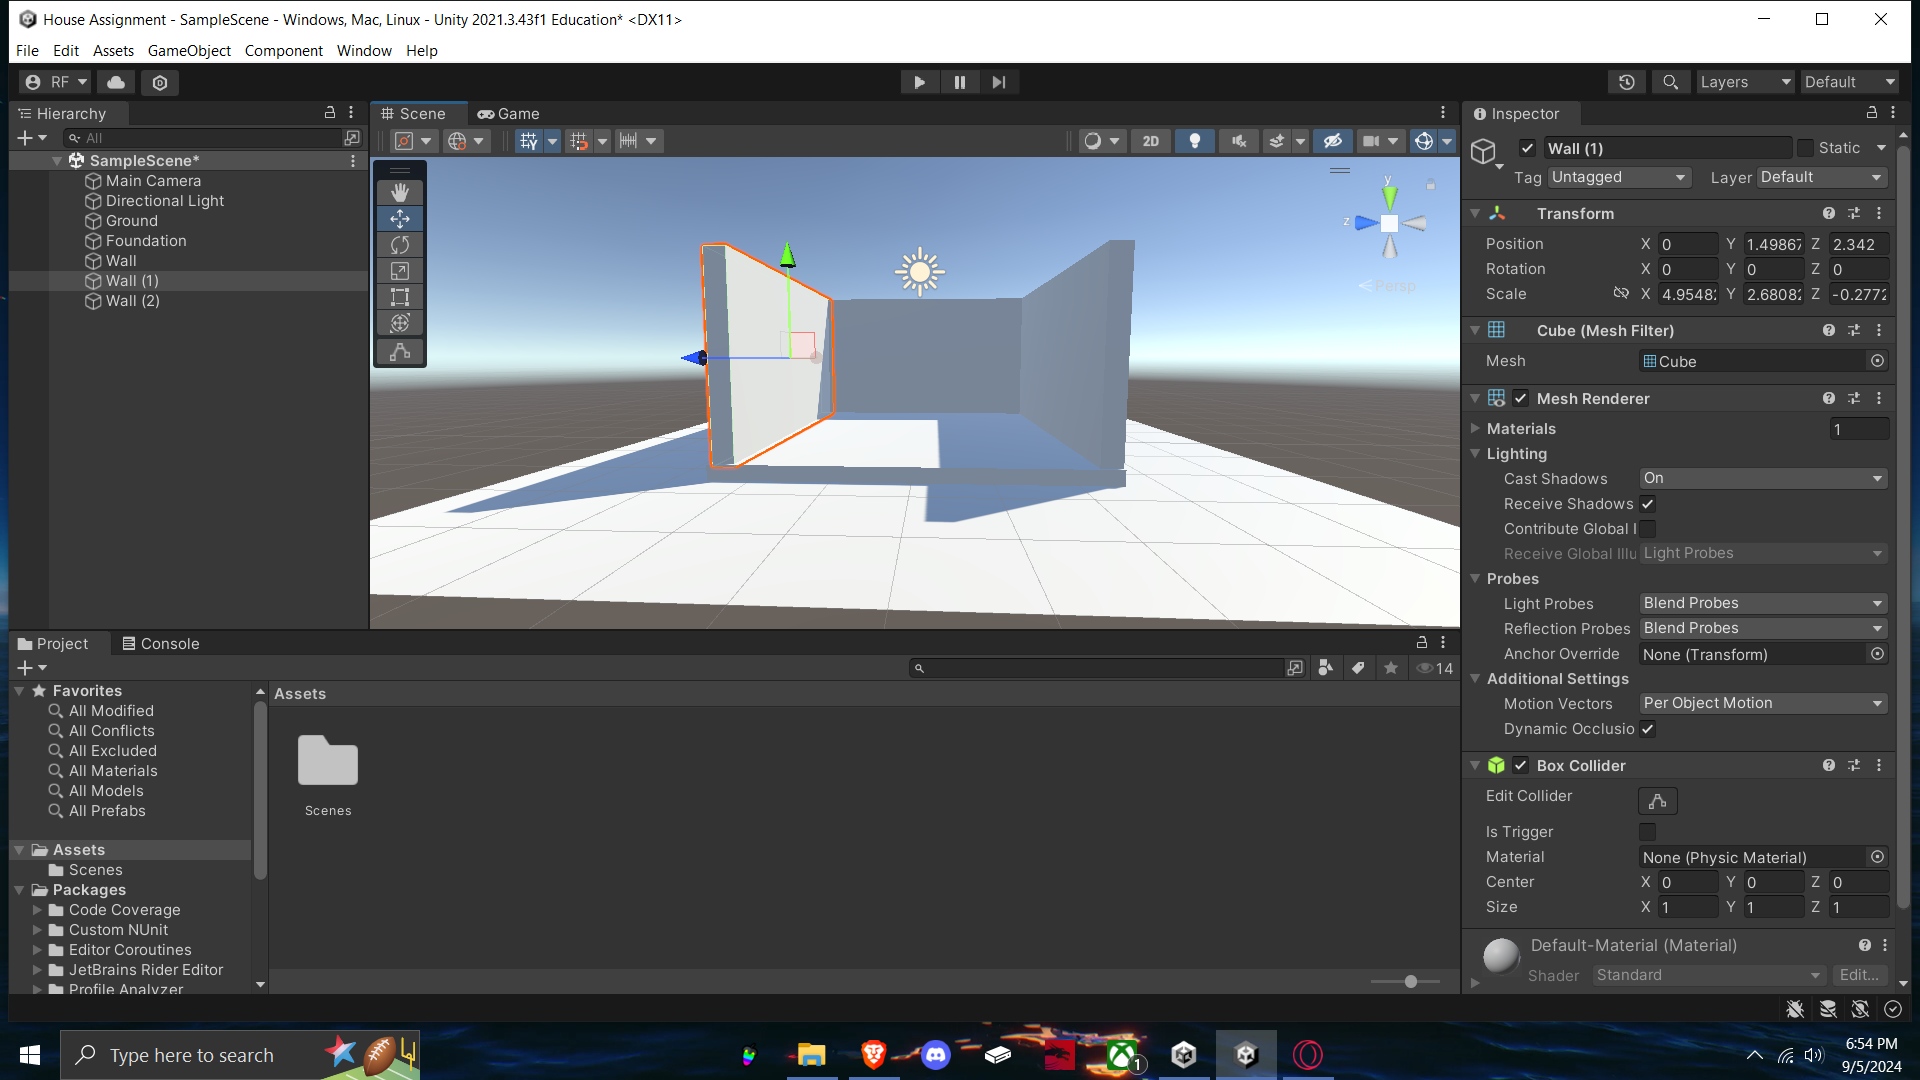 House Assignment - SampleScene - Windows, Mac, Linux - Unity 2021.3.43f1 Education* <DX11>
File Edit Assets GameObject Component Window Help
RF
Layers Default
Hierarchy
All
SampleScene*
Main Camera
Directional Light
Ground
Foundation
Wall
Wall (1)
Wall (2)
Scene Game
2D
y
z
Persp
Inspector
Wall (1) Static
Tag Untagged Layer Default
Transform
Position X 0 Y 1.49867 Z 2.342
Rotation X 0 Y 0 Z 0
Scale X 4.9548 Y 2.6808 Z -0.2772
Cube (Mesh Filter)
Mesh Cube
Mesh Renderer
Materials 1
Lighting
Cast Shadows On
Receive Shadows
Contribute Global I
Receive Global Illu Light Probes
Probes
Light Probes Blend Probes
Reflection Probes Blend Probes
Anchor Override None (Transform)
Additional Settings
Motion Vectors Per Object Motion
Dynamic Occlusio
Box Collider
Edit Collider
Is Trigger
Material None (Physic Material)
Center X 0 Y 0 Z 0
Size X 1 Y 1 Z 1
Default-Material (Material)
Shader Standard Edit...
Project Console
14
Favorites
All Modified
All Conflicts
All Excluded
All Materials
All Models
All Prefabs
Assets
Scenes
Packages
Code Coverage
Custom NUnit
Editor Coroutines
JetBrains Rider Editor
Profile Analyzer
Assets
Scenes
Type here to search
1
6:54 PM
9/5/2024